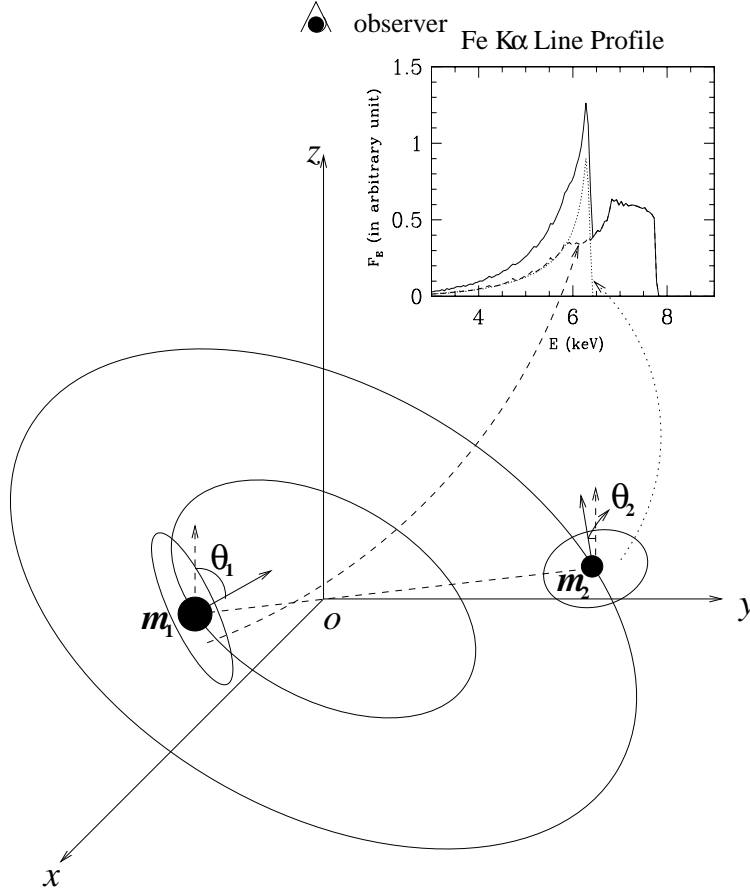 observer
Fe Kα Line Profile
1.5
1
0.5
0
F_E (in arbitrary unit)
4
6
8
E (keV)
z
θ₁
θ₂
m₁
m₂
o
y
x